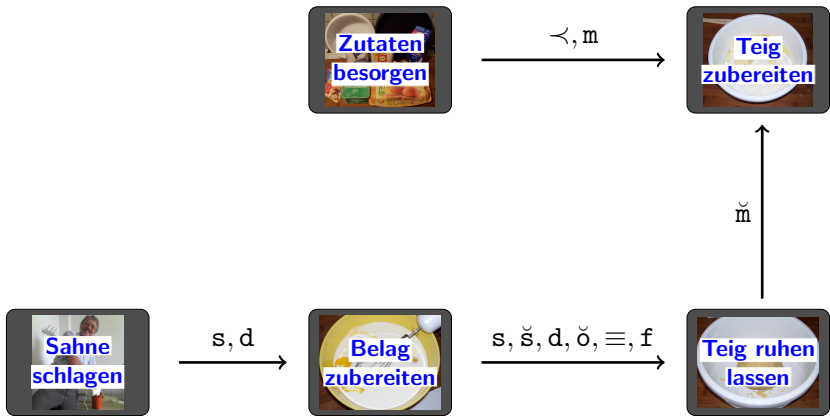 Zutaten
besorgen
≺, m
Teig
zubereiten
m̆
Sahne
schlagen
s, d
Belag
zubereiten
s, s̆, d, ŏ, ≡, f
Teig ruhen
lassen